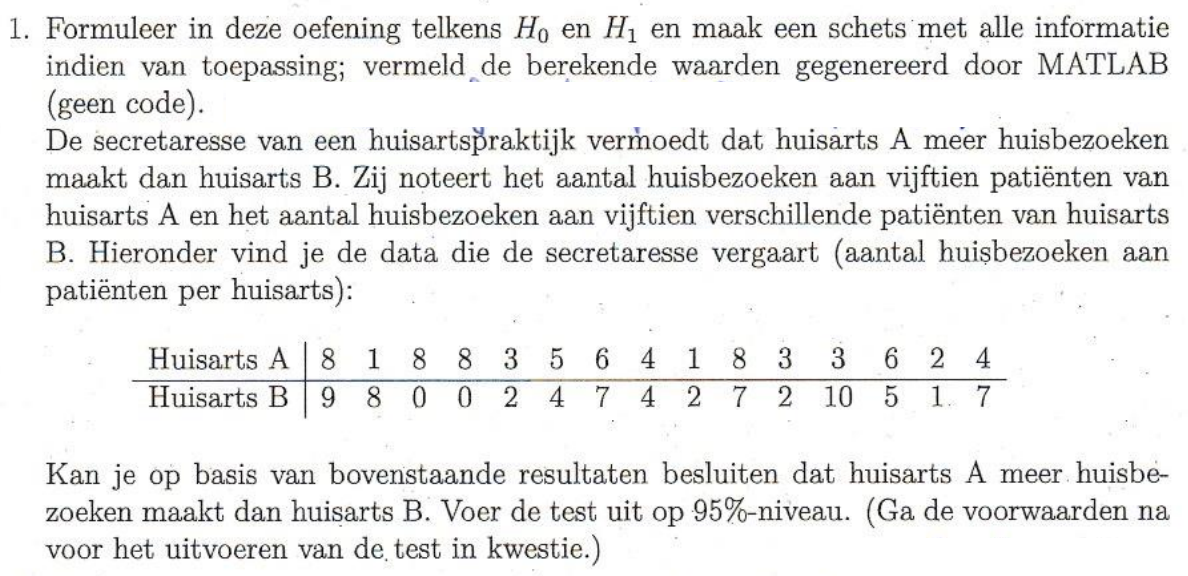 1. Formuleer in deze oefening telkens H₀ en H₁ en maak een schets met alle informatie
indien van toepassing; vermeld de berekende waarden gegenereerd door MATLAB
(geen code).
De secretaresse van een huisartspraktijk vermoedt dat huisarts A meer huisbezoeken
maakt dan huisarts B. Zij noteert het aantal huisbezoeken aan vijftien patiënten van
huisarts A en het aantal huisbezoeken aan vijftien verschillende patiënten van huisarts
B. Hieronder vind je de data die de secretaresse vergaart (aantal huisbezoeken aan
patiënten per huisarts):
Huisarts A 8 1 8 8 3 5 6 4 1 8 3 3 6 2 4
Huisarts B 9 8 0 0 2 4 7 4 2 7 2 10 5 1 7
Kan je op basis van bovenstaande resultaten besluiten dat huisarts A meer huisbe-
zoeken maakt dan huisarts B. Voer de test uit op 95%-niveau. (Ga de voorwaarden na
voor het uitvoeren van de test in kwestie.)